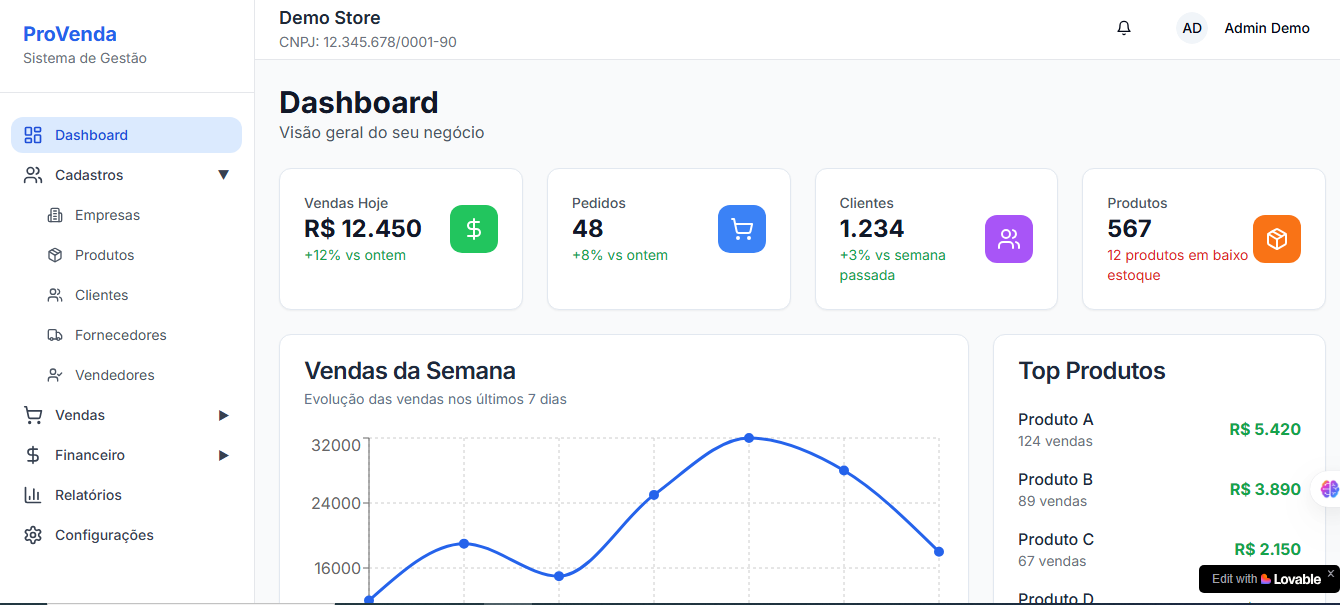 ProVenda
Sistema de Gestão
Dashboard
Cadastros
Empresas
Produtos
Clientes
Fornecedores
Vendedores
Vendas
Financeiro
Relatórios
Configurações
Demo Store
CNPJ: 12.345.678/0001-90
AD
Admin Demo
Dashboard
Visão geral do seu negócio
Vendas Hoje
R$ 12.450
+12% vs ontem
Pedidos
48
+8% vs ontem
Clientes
1.234
+3% vs semana
passada
Produtos
567
12 produtos em baixo
estoque
Vendas da Semana
Evolução das vendas nos últimos 7 dias
32000
24000
16000
Top Produtos
Produto A
124 vendas
R$ 5.420
Produto B
89 vendas
R$ 3.890
Produto C
67 vendas
R$ 2.150
Produto D
Edit with Lovable